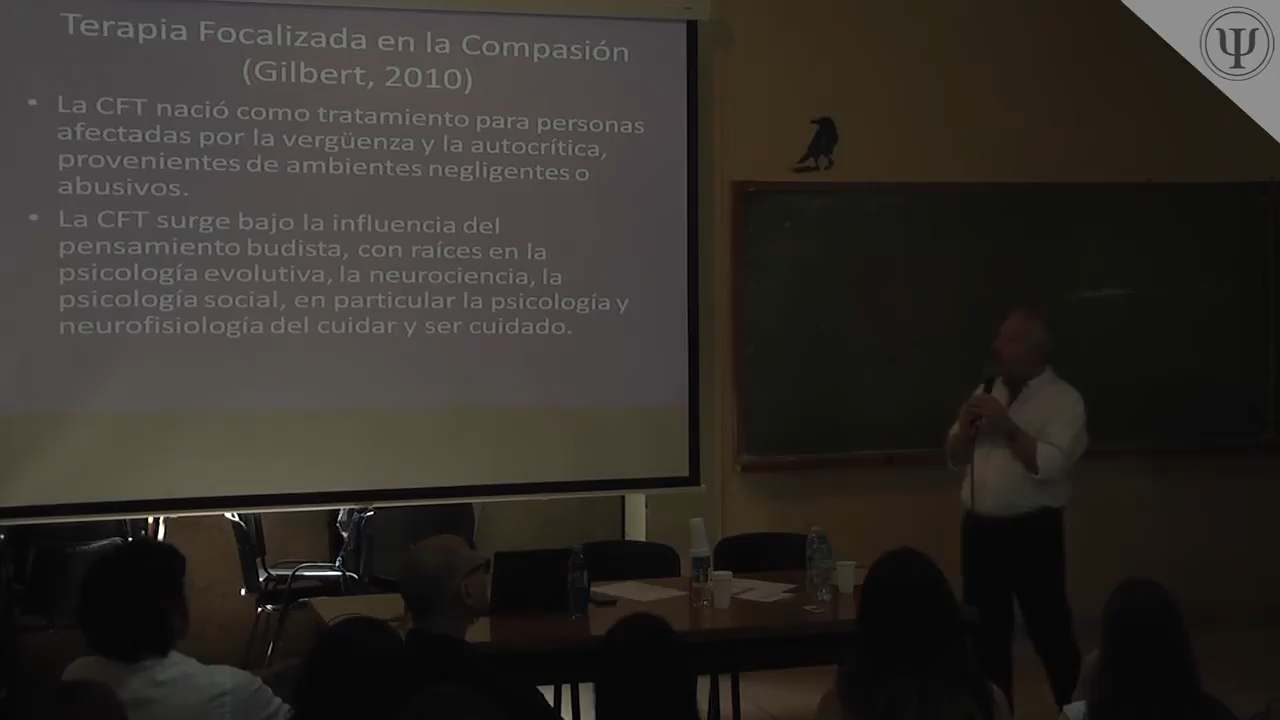 Terapia Focalizada en la Compasión
(Gilbert, 2010)
• La CFT nació como tratamiento para personas
afectadas por la vergüenza y la autocrítica,
provenientes de ambientes negligentes o
abusivos.
• La CFT surge bajo la influencia del
pensamiento budista, con raíces en la
psicología evolutiva, la neurociencia, la
psicología social, en particular la psicología y
neurofisiología del cuidar y ser cuidado.
Ψ